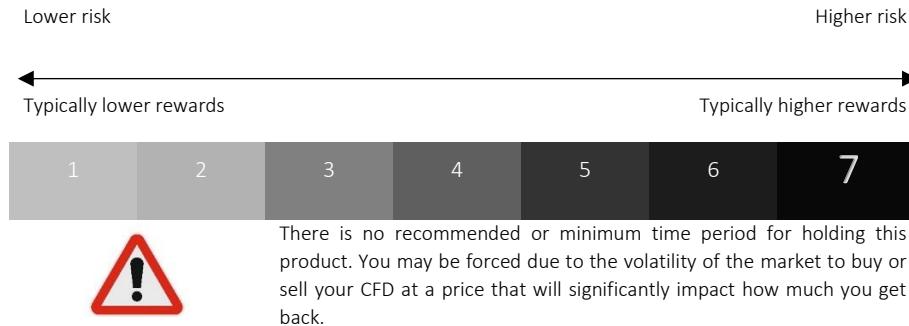 Lower risk Higher risk
Typically lower rewards Typically higher rewards
1 2 3 4 5 6 7
There is no recommended or minimum time period for holding this
product. You may be forced due to the volatility of the market to buy or
sell your CFD at a price that will significantly impact how much you get
back.